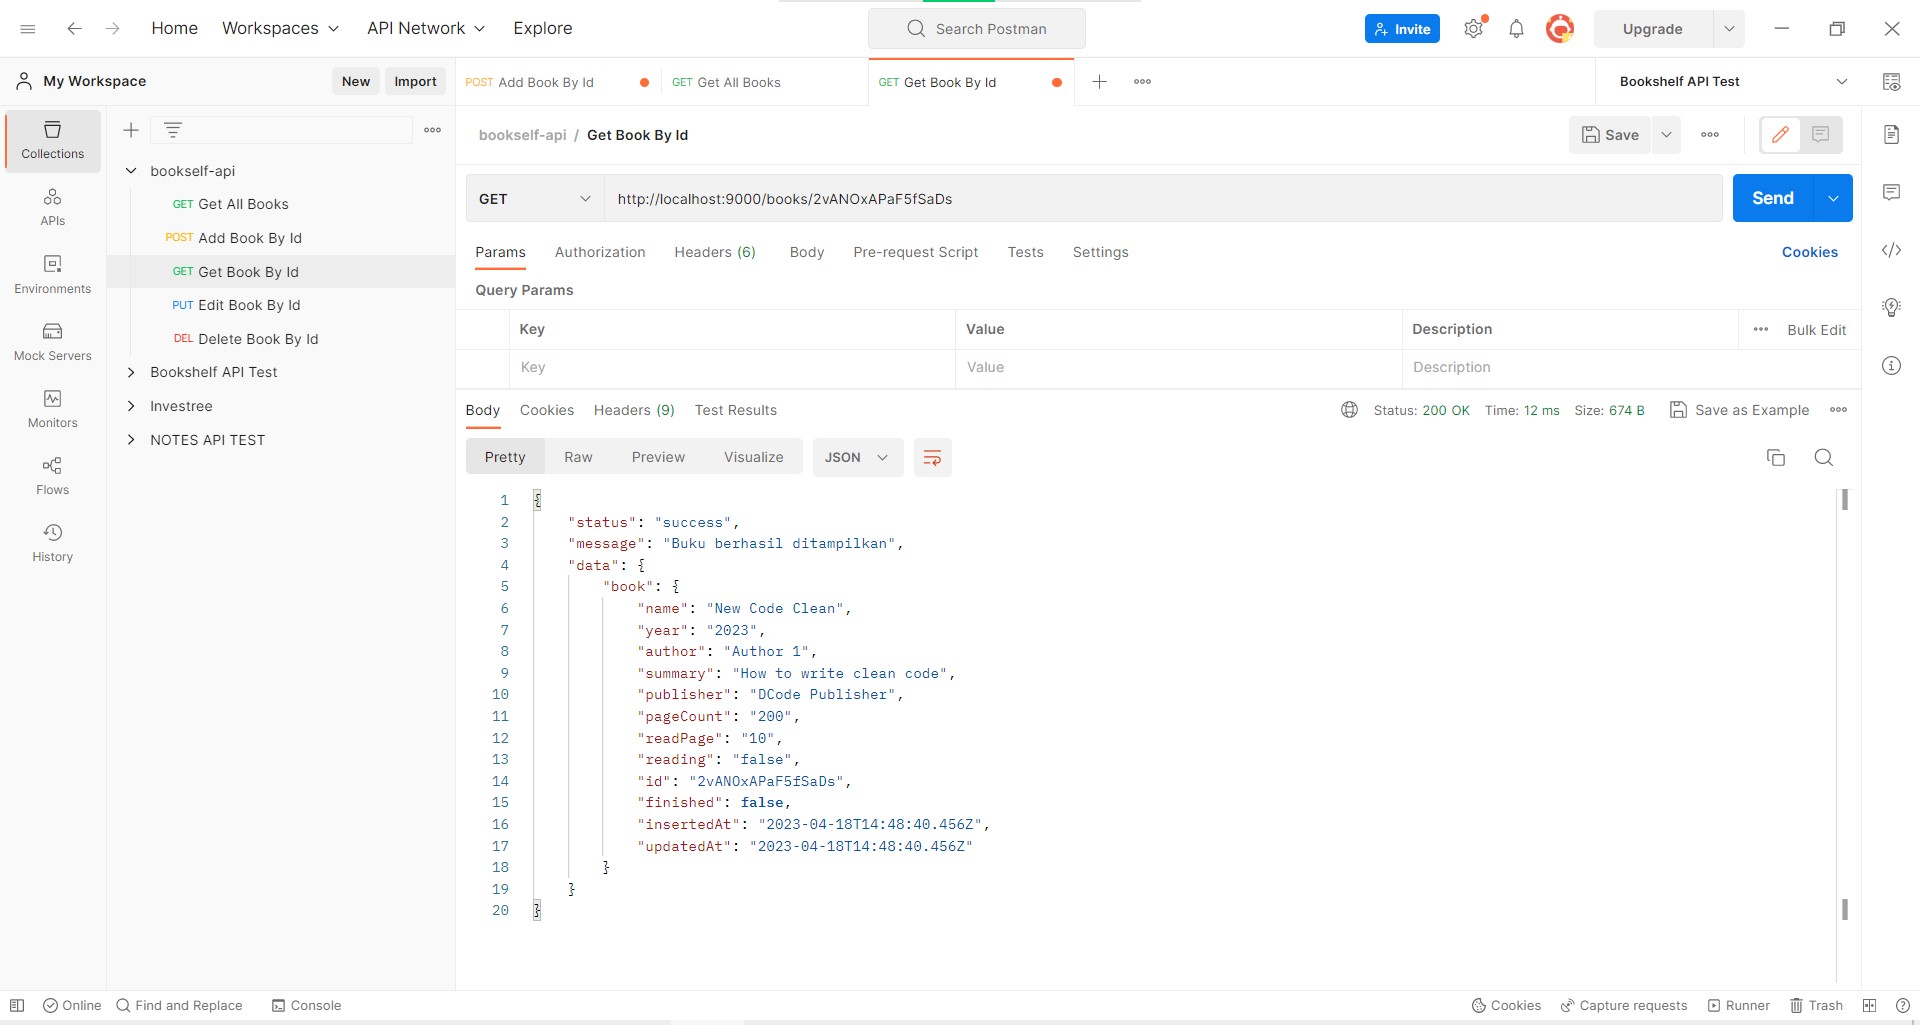 Home Workspaces API Network Explore Search Postman Invite Upgrade
My Workspace New Import POST Add Book By Id GET Get All Books GET Get Book By Id Bookshelf API Test
Collections
APIs
Environments
Mock Servers
Monitors
Flows
History
bookself-api
GET Get All Books
POST Add Book By Id
GET Get Book By Id
PUT Edit Book By Id
DEL Delete Book By Id
Bookshelf API Test
Investree
NOTES API TEST
bookself-api / Get Book By Id Save
GET http://localhost:9000/books/2vANOxAPaF5fSaDs Send
Params Authorization Headers (6) Body Pre-request Script Tests Settings Cookies
Query Params
Key Value Description Bulk Edit
Key Value Description
Body Cookies Headers (9) Test Results Status: 200 OK Time: 12 ms Size: 674 B Save as Example
Pretty Raw Preview Visualize JSON
1 {
2 "status": "success",
3 "message": "Buku berhasil ditampilkan",
4 "data": {
5 "book": {
6 "name": "New Code Clean",
7 "year": "2023",
8 "author": "Author 1",
9 "summary": "How to write clean code",
10 "publisher": "DCode Publisher",
11 "pageCount": "200",
12 "readPage": "10",
13 "reading": "false",
14 "id": "2vANOxAPaF5fSaDs",
15 "finished": false,
16 "insertedAt": "2023-04-18T14:48:40.456Z",
17 "updatedAt": "2023-04-18T14:48:40.456Z"
18 }
19 }
20 }
Online Find and Replace Console Cookies Capture requests Runner Trash